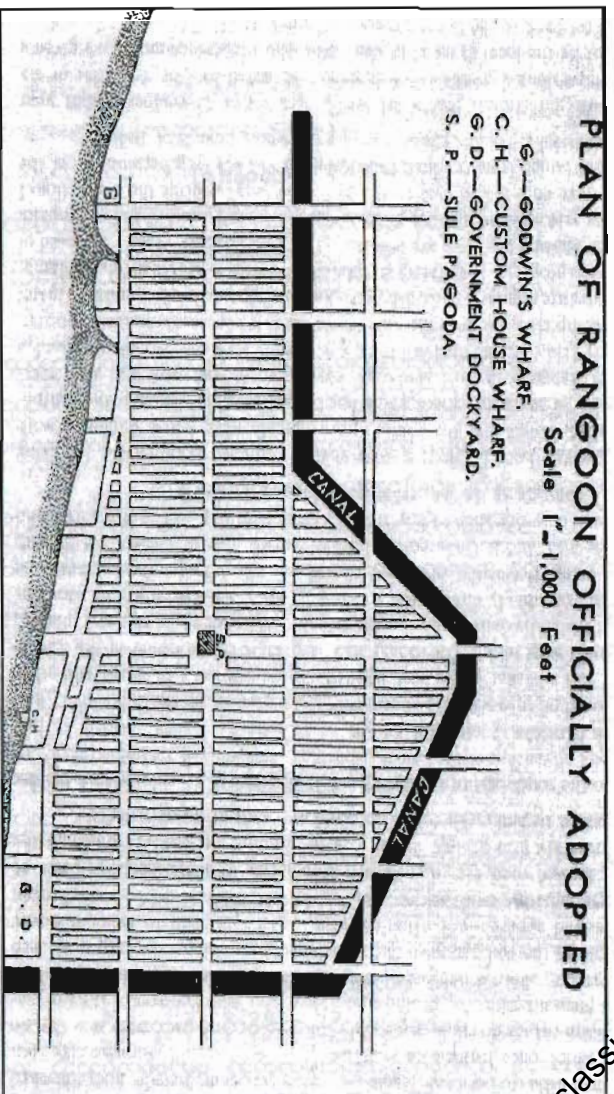 PLAN OF RANGOON OFFICIALLY ADOPTED
Scale 1"=1,000 Feet
G. — GODWIN'S WHARF.
C. H. — CUSTOM HOUSE WHARF.
G. D. — GOVERNMENT DOCKYARD.
S. P. — SULE PAGODA.
CANAL
CANAL
S.P.
G
C.H.
G D
classi